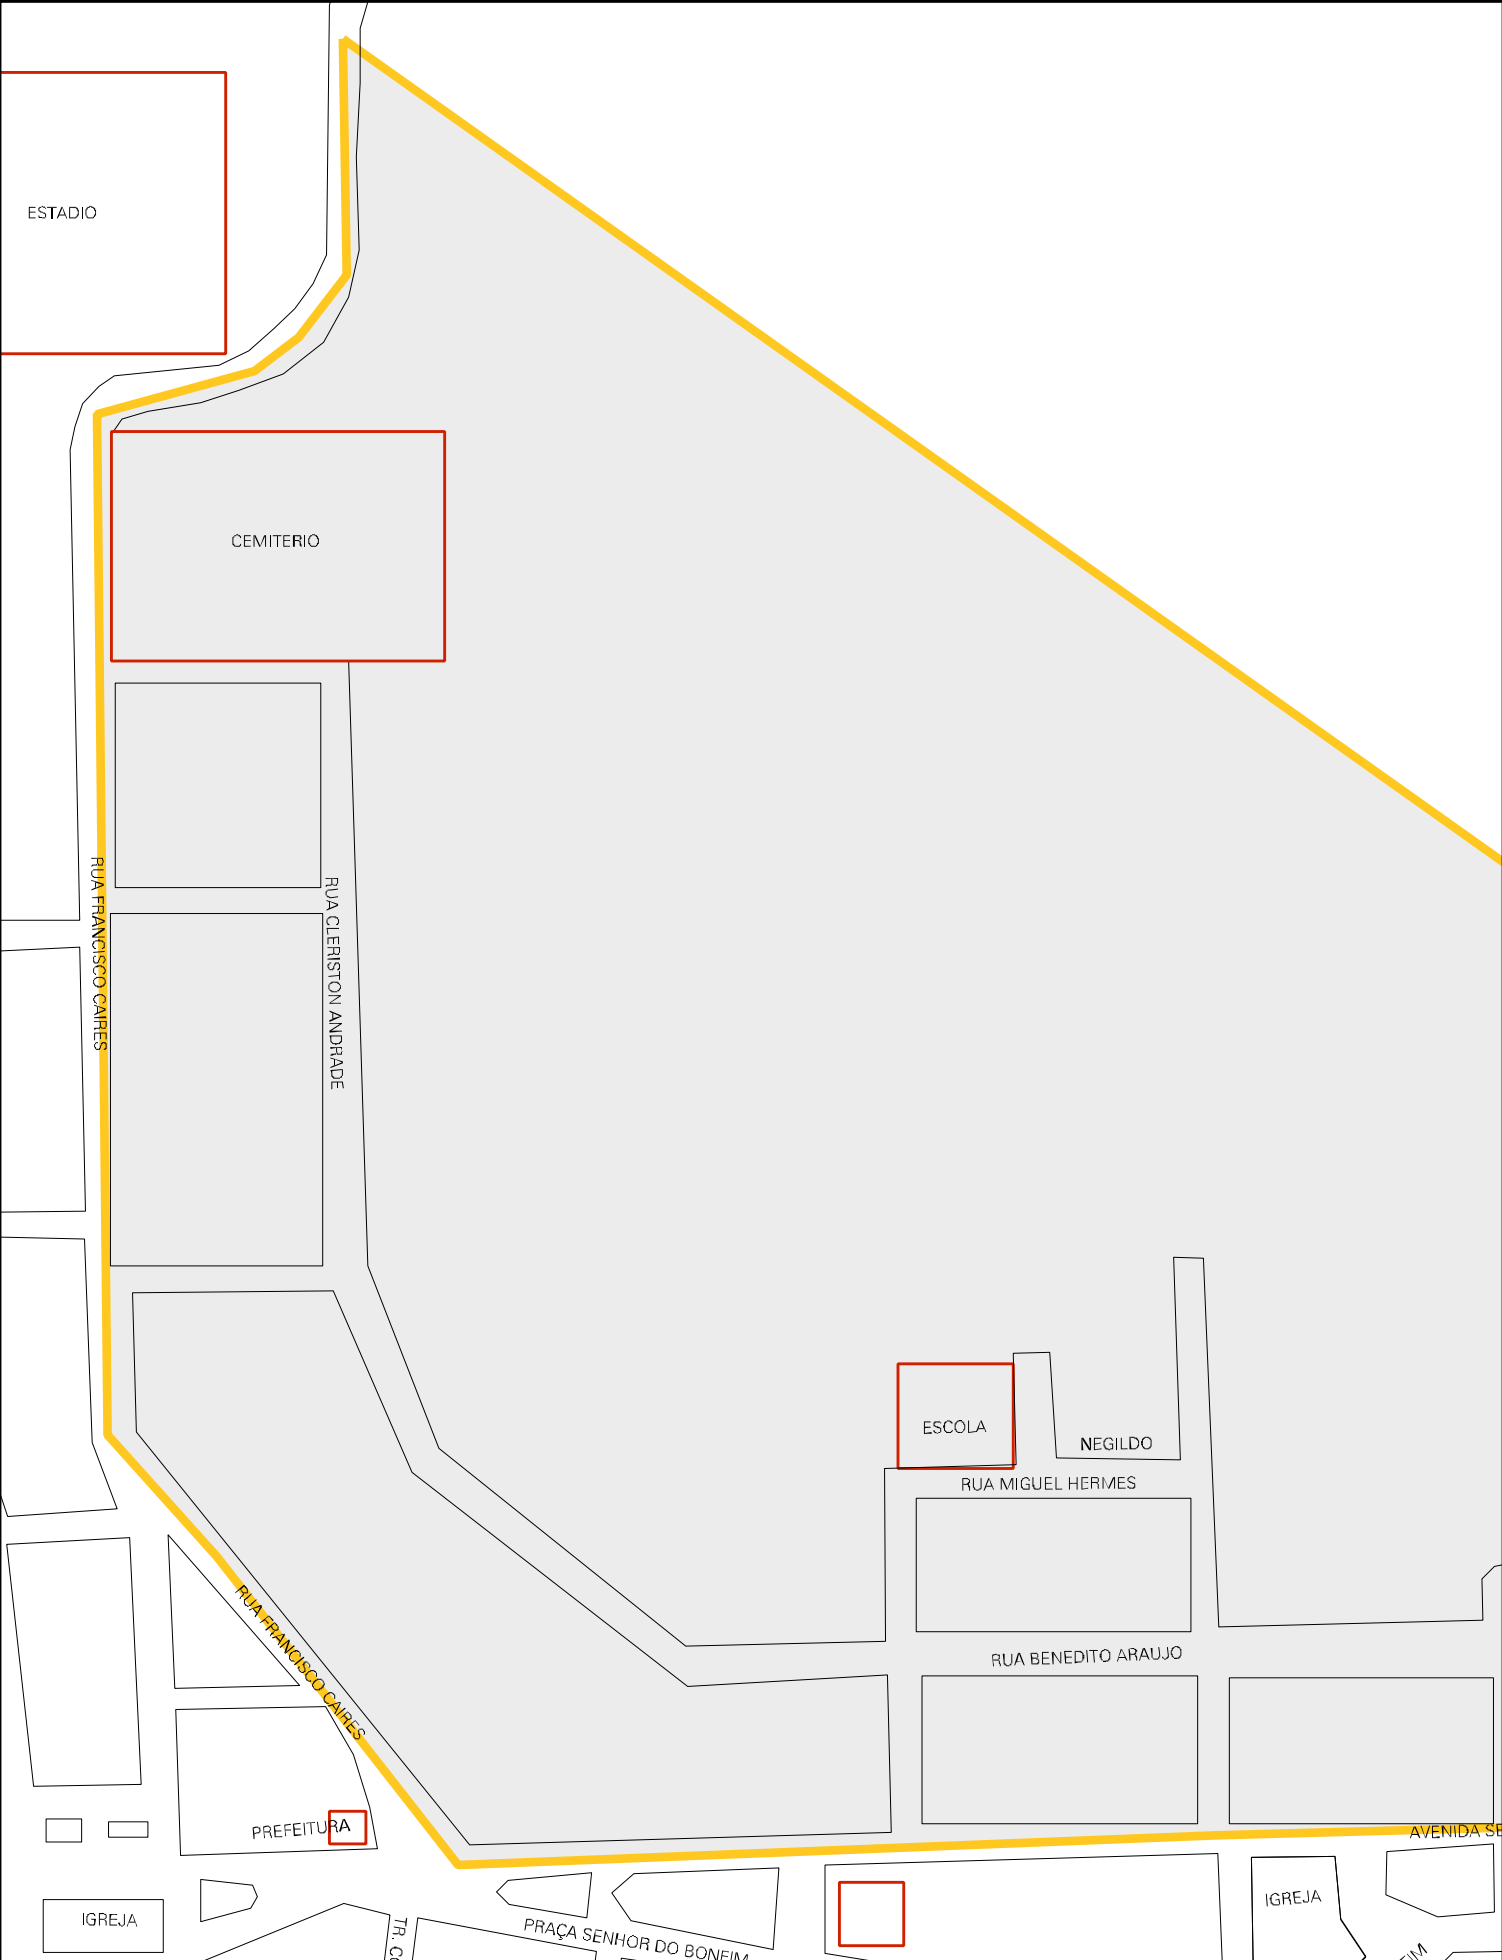 ESTADIO
CEMITERIO
RUA FRANCISCO CAIRES
RUA CLERISTON ANDRADE
ESCOLA
NEGILDO
RUA MIGUEL HERMES
RUA FRANCISCO CAIRES
RUA BENEDITO ARAUJO
PREFEITURA
AVENIDA
IGREJA
IGREJA
TR.
PRAÇA SENHOR DO BONFIM